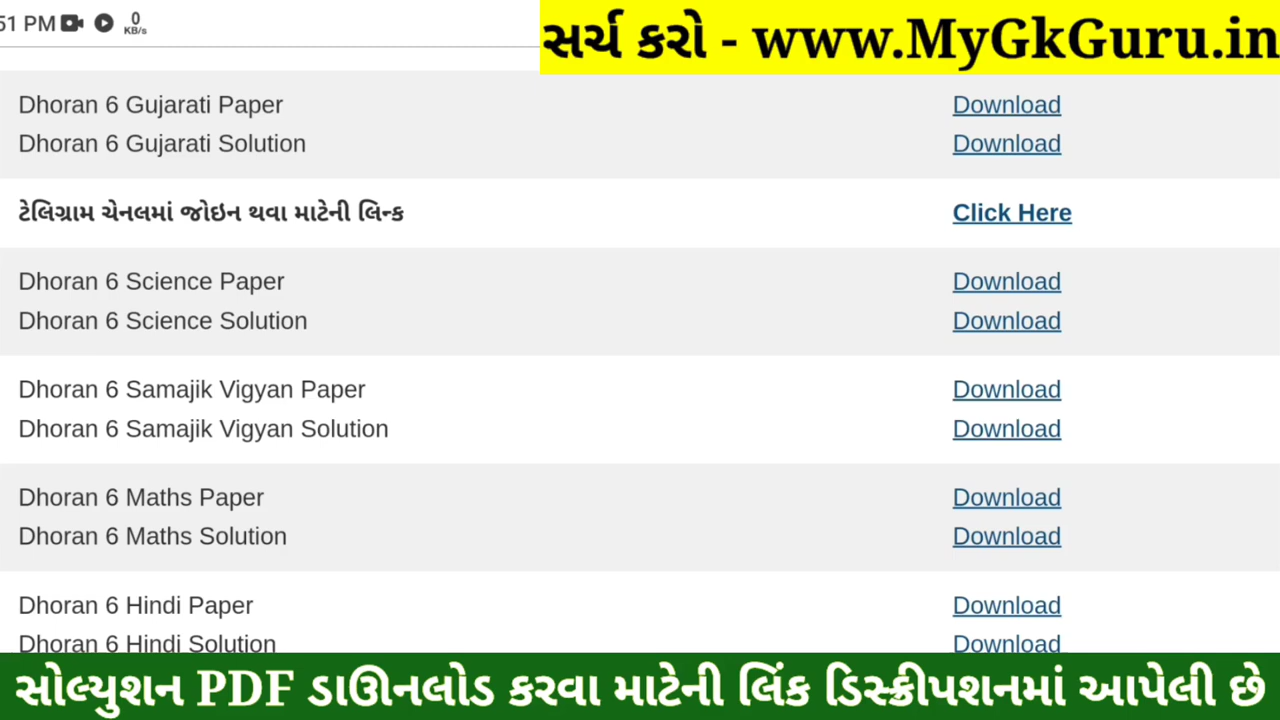 51 PM 0 KB/s
સર્ચ કરો - www.MyGkGuru.in
Dhoran 6 Gujarati Paper Download
Dhoran 6 Gujarati Solution Download
ટેલિગ્રામ ચેનલમાં જોઇન થવા માટેની લિન્ક Click Here
Dhoran 6 Science Paper Download
Dhoran 6 Science Solution Download
Dhoran 6 Samajik Vigyan Paper Download
Dhoran 6 Samajik Vigyan Solution Download
Dhoran 6 Maths Paper Download
Dhoran 6 Maths Solution Download
Dhoran 6 Hindi Paper Download
Dhoran 6 Hindi Solution Download
સોલ્યુશન PDF ડાઊનલોડ કરવા માટેની લિંક ડિસ્ક્રીપશનમાં આપેલી છે